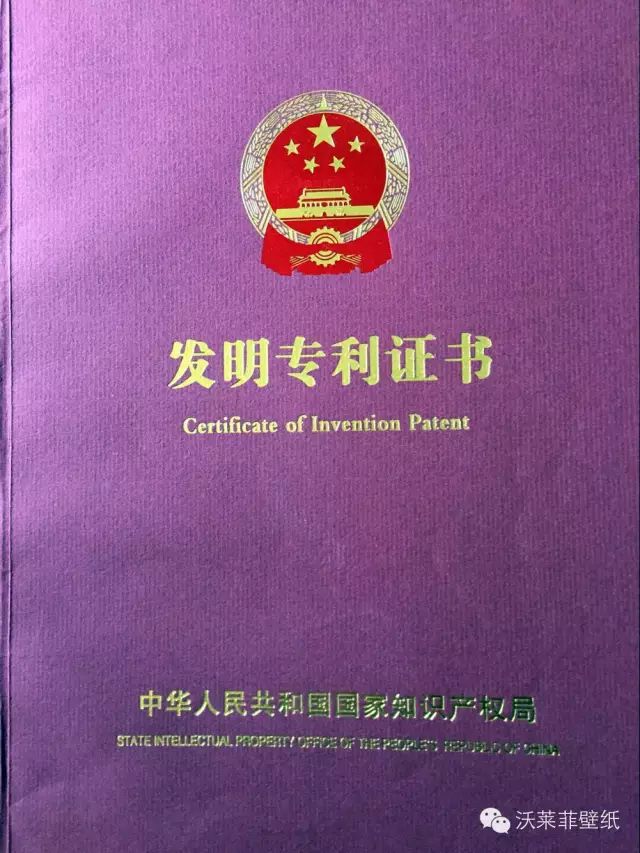 发明专利证书
Certificate of Invention Patent
中华人民共和国国家知识产权局
STATE INTELLECTUAL PROPERTY OFFICE OF THE PEOPLE'S REPUBLIC OF CHINA
沃莱菲壁纸